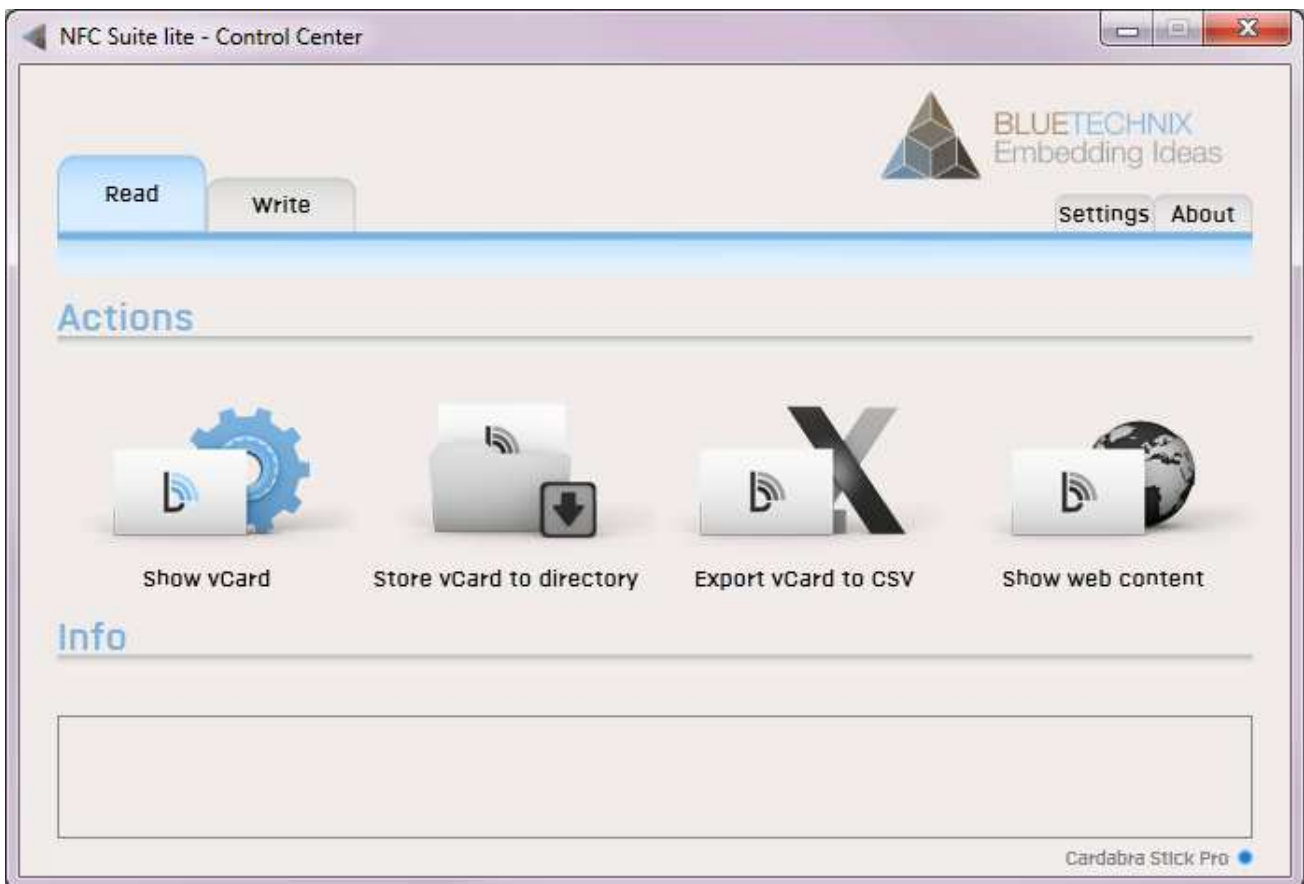 NFC Suite lite - Control Center
BLUETECHNIX
Embedding Ideas
Read
Write
Settings
About
Actions
Show vCard
Store vCard to directory
Export vCard to CSV
Show web content
Info
Cardabra Stick Pro